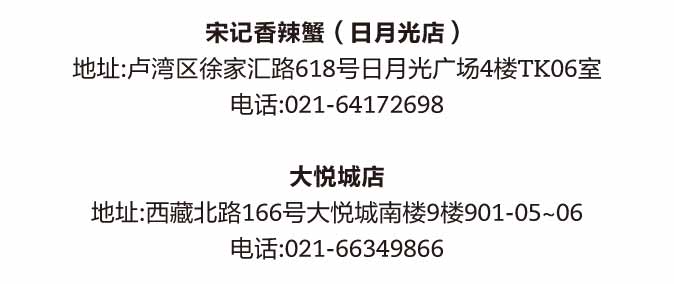 宋记香辣蟹（日月光店）
地址:卢湾区徐家汇路618号日月光广场4楼TK06室
电话:021-64172698
大悦城店
地址:西藏北路166号大悦城南楼9楼901-05~06
电话:021-66349866